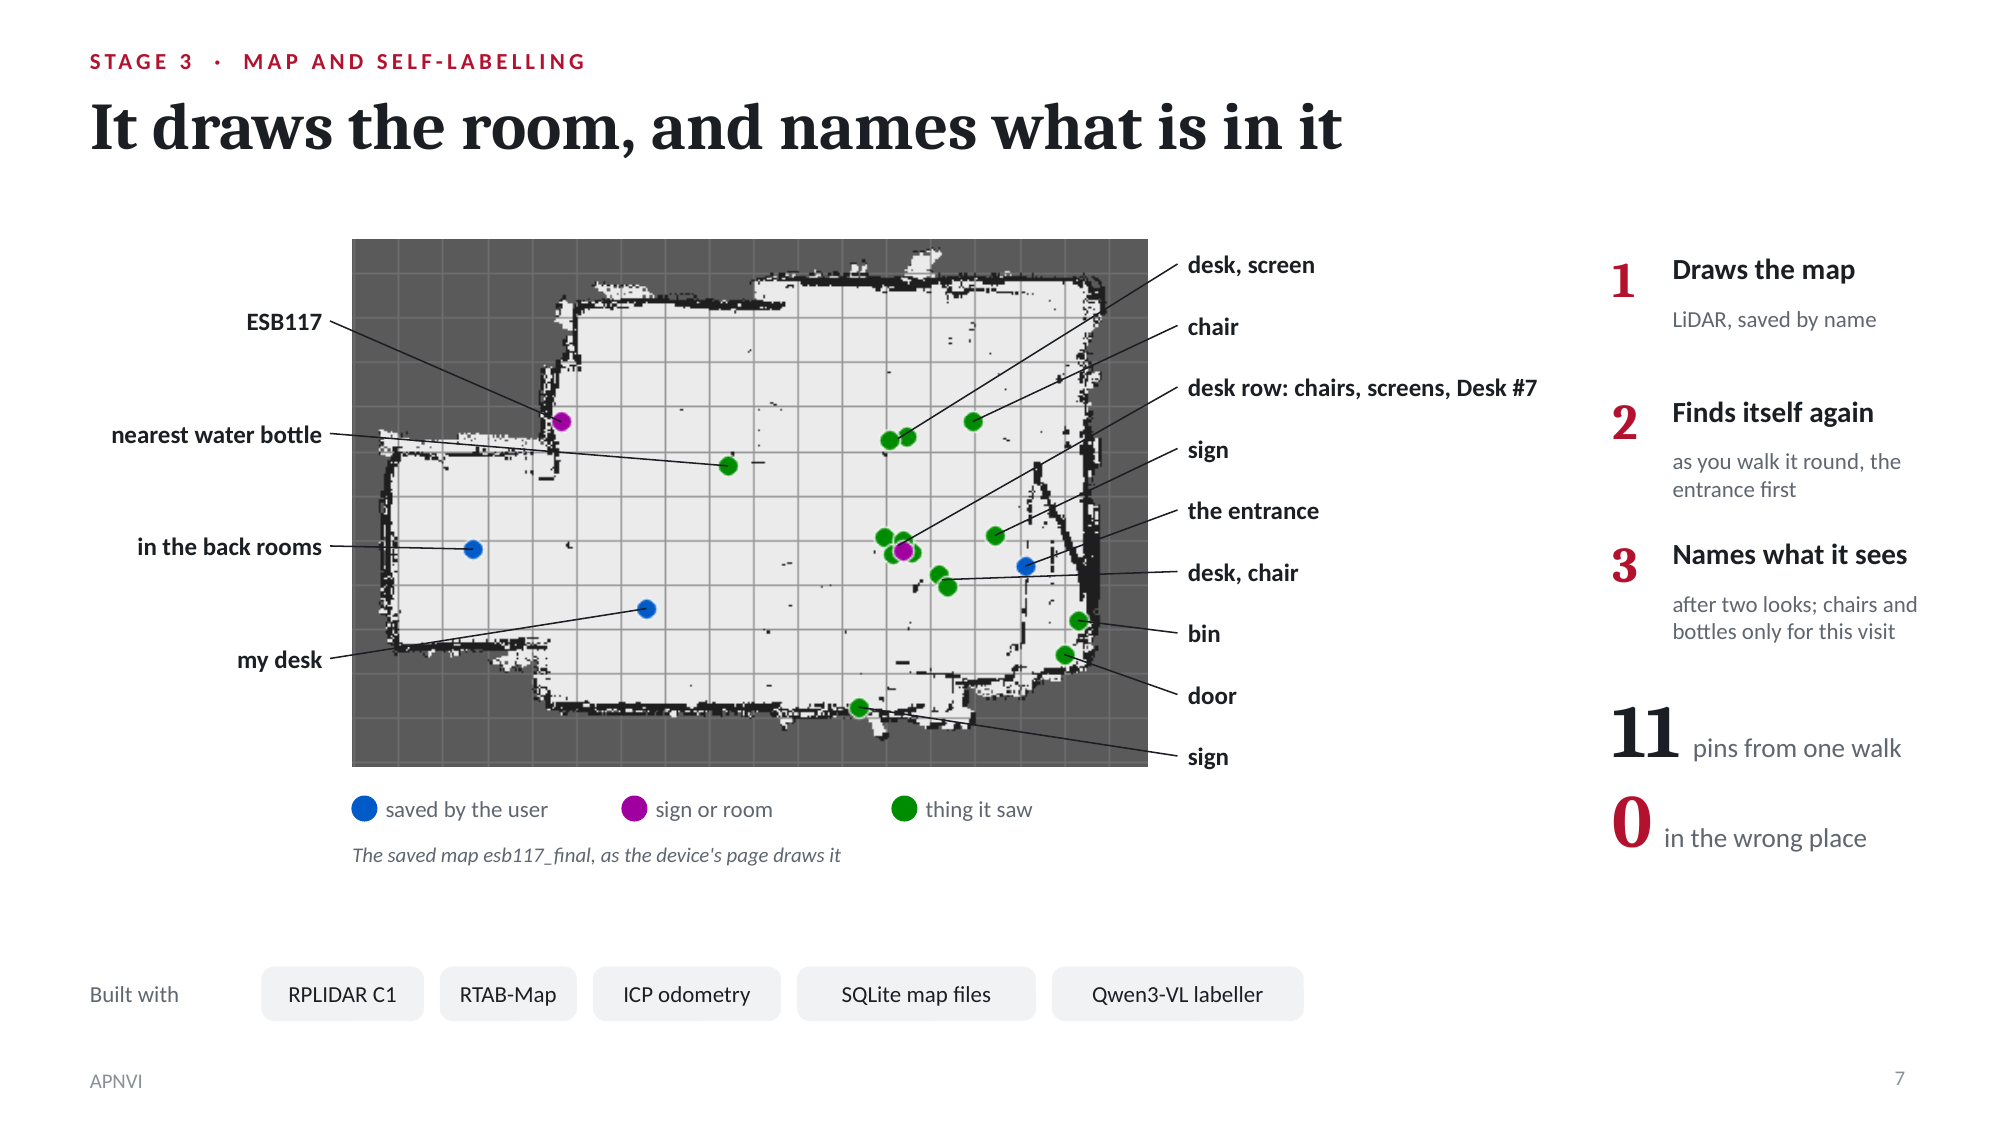 STAGE 3 · MAP AND SELF-LABELLING
It draws the room, and names what is in it
ESB117
nearest water bottle
in the back rooms
my desk
desk, screen
chair
desk row: chairs, screens, Desk #7
sign
the entrance
desk, chair
bin
door
sign
saved by the user
sign or room
thing it saw
The saved map esb117_final, as the device's page draws it
1 Draws the map
LiDAR, saved by name
2 Finds itself again
as you walk it round, the
entrance first
3 Names what it sees
after two looks; chairs and
bottles only for this visit
11 pins from one walk
0 in the wrong place
Built with
RPLIDAR C1
RTAB-Map
ICP odometry
SQLite map files
Qwen3-VL labeller
APNVI
7